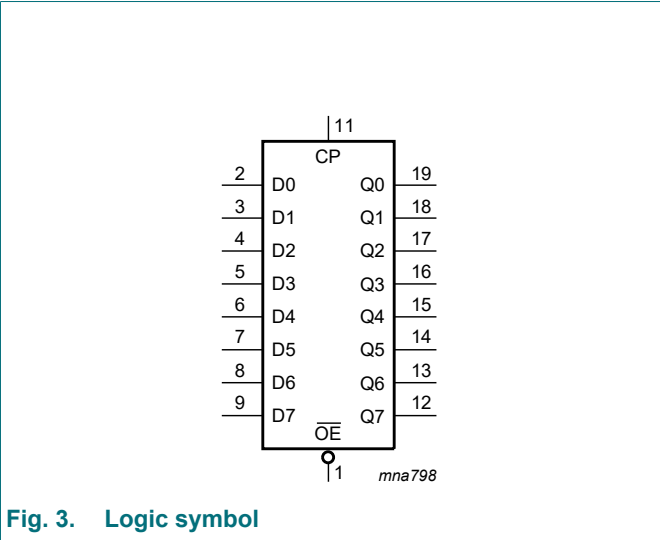 11
CP
2 D0 Q0 19
3 D1 Q1 18
4 D2 Q2 17
5 D3 Q3 16
6 D4 Q4 15
7 D5 Q5 14
8 D6 Q6 13
9 D7 Q7 12
O̅E̅
1 mna798
Fig. 3. Logic symbol